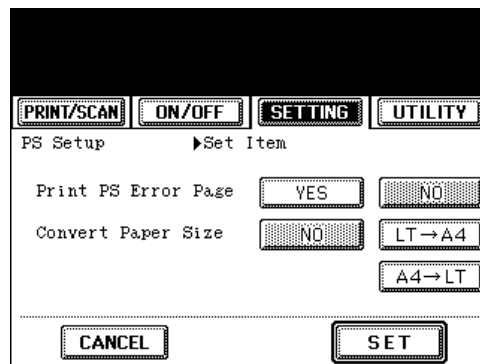 PRINT/SCAN ON/OFF SETTING UTILITY
PS Setup ▶Set Item
Print PS Error Page YES NO
Convert Paper Size NO LT→A4
A4→LT
CANCEL SET